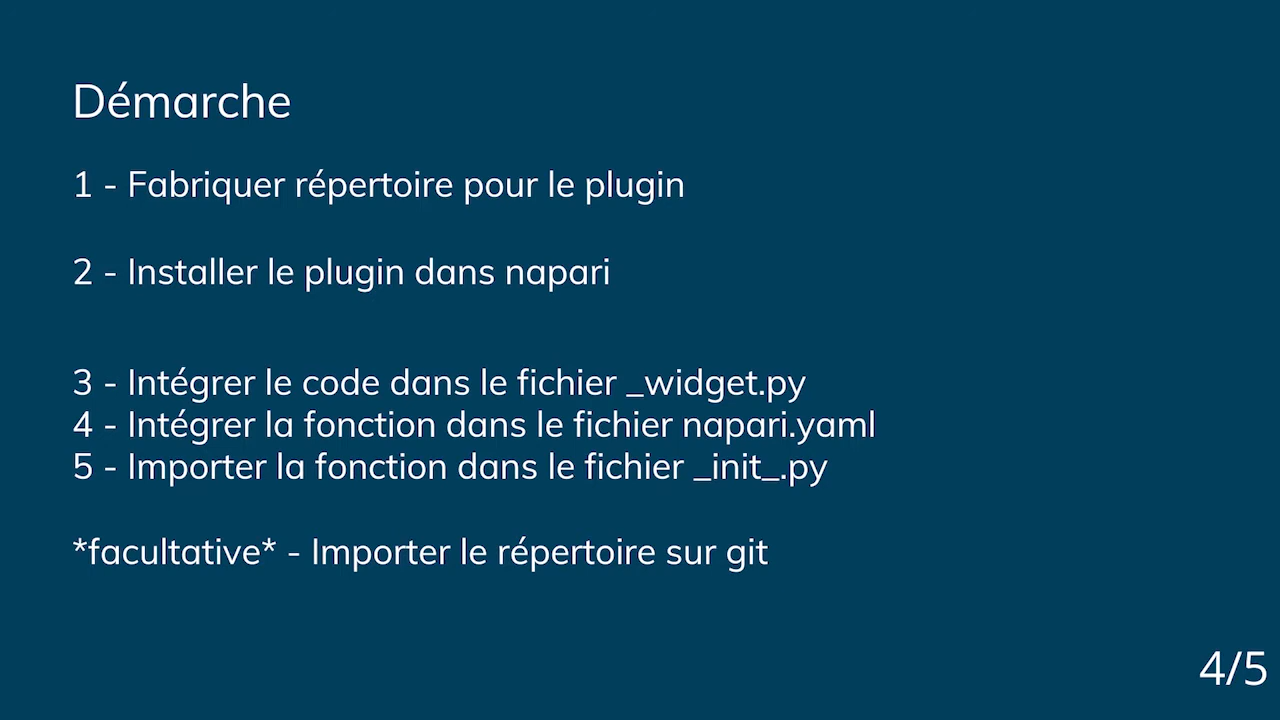 Démarche
1 - Fabriquer répertoire pour le plugin
2 - Installer le plugin dans napari
3 - Intégrer le code dans le fichier _widget.py
4 - Intégrer la fonction dans le fichier napari.yaml
5 - Importer la fonction dans le fichier _init_.py
*facultative* - Importer le répertoire sur git
4/5